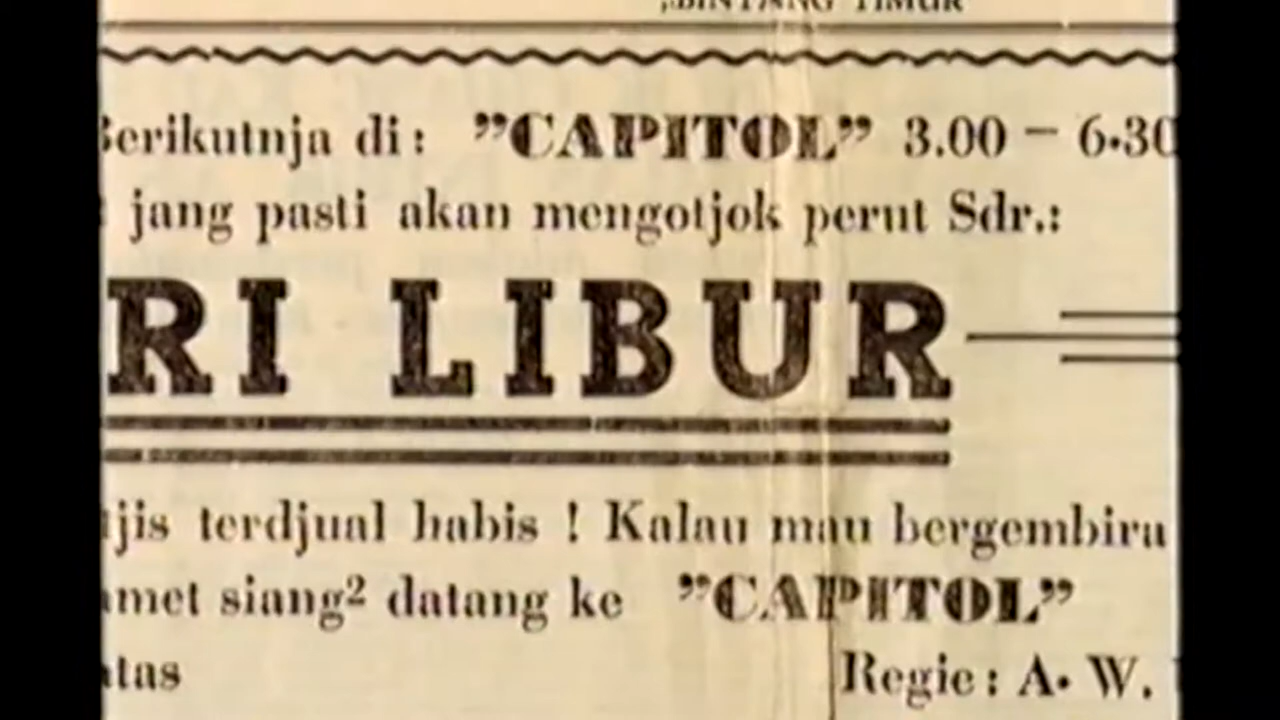 „BINTANG TIMUR
Berikutnja di: ”CAPITOL” 3.00 – 6.30
jang pasti akan mengotjok perut Sdr.:
RI LIBUR
tjis terdjual habis ! Kalau mau bergembira
amet siang² datang ke ”CAPITOL”
atas
Regie: A. W.